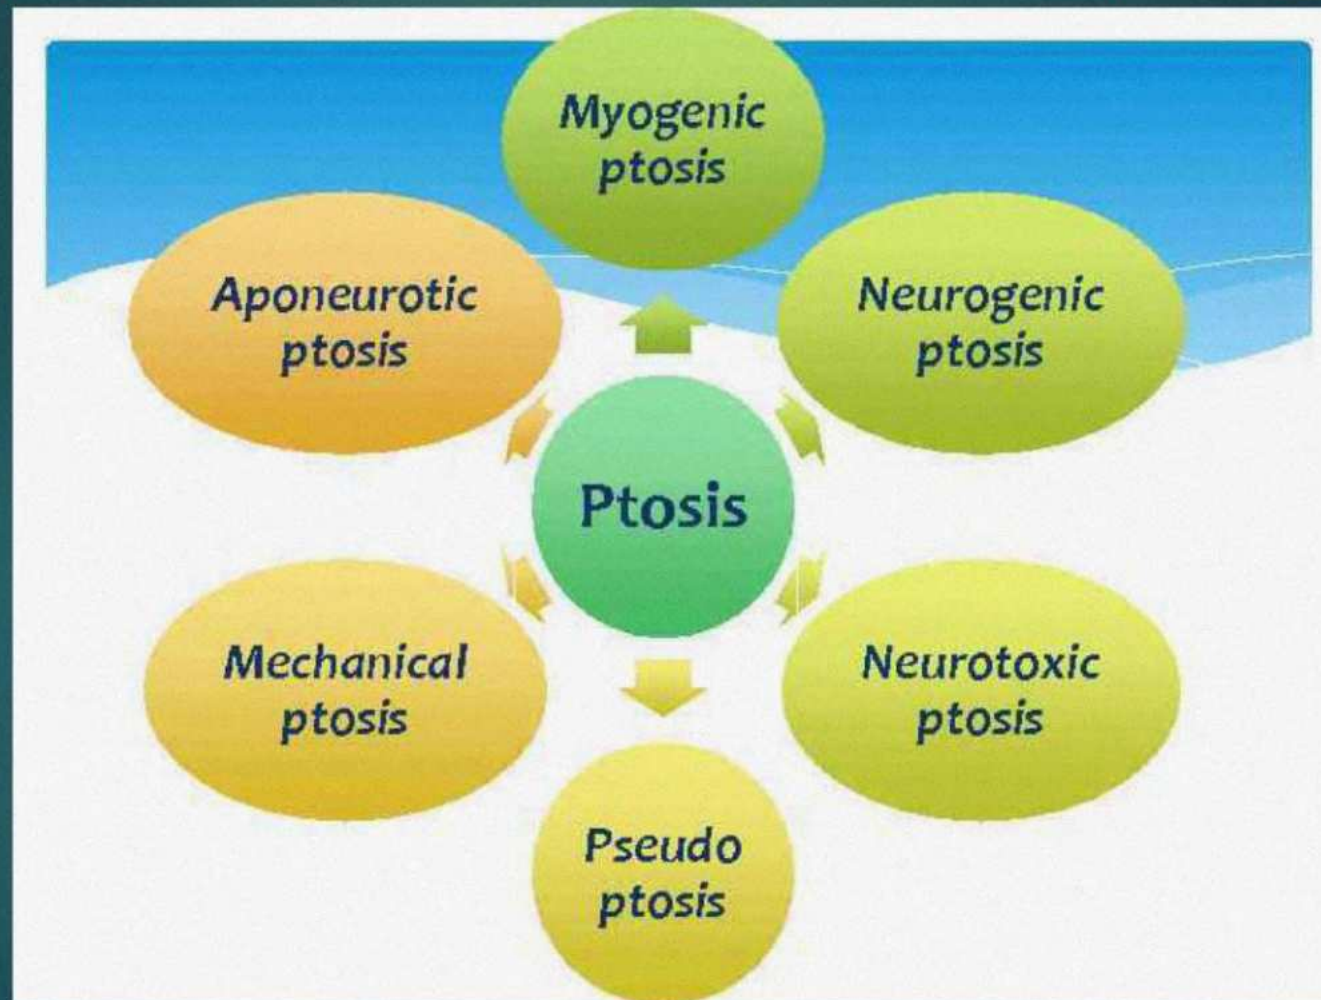 Myogenic
ptosis
Aponeurotic
ptosis
Neurogenic
ptosis
Ptosis
Mechanical
ptosis
Neurotoxic
ptosis
Pseudo
ptosis